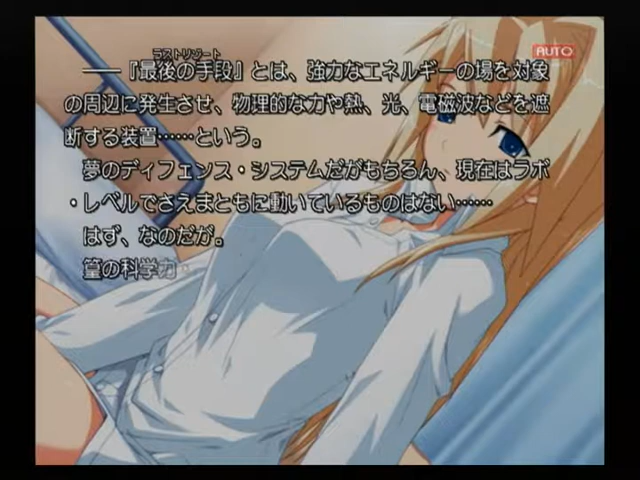 AUTO
ラストリゾート
――『最後の手段』とは、強力なエネルギーの場を対象
の周辺に発生させ、物理的な力や熱、光、電磁波などを遮
断する装置……という。
夢のディフェンス・システムだがもちろん、現在はラボ
・レベルでさえまともに動いているものはない……
はず、なのだが。
篁の科学力